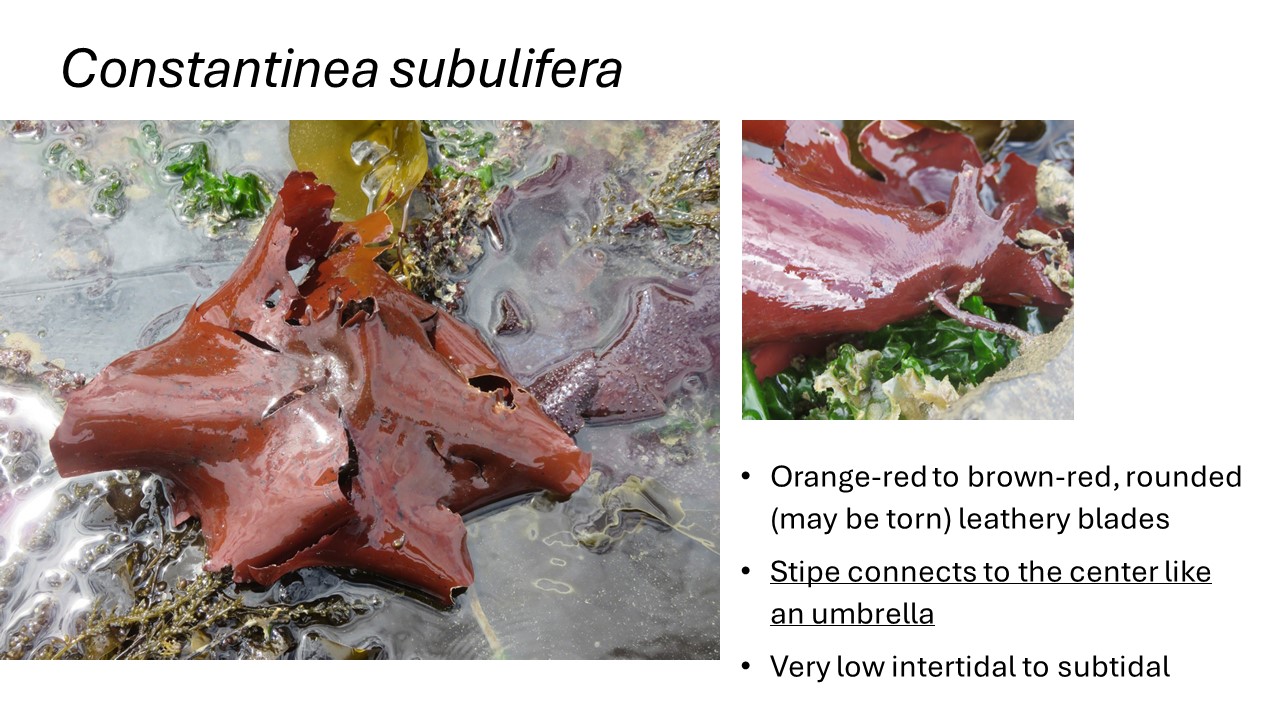 Constantinea subulifera
• Orange-red to brown-red, rounded
(may be torn) leathery blades
• Stipe connects to the center like
an umbrella
• Very low intertidal to subtidal